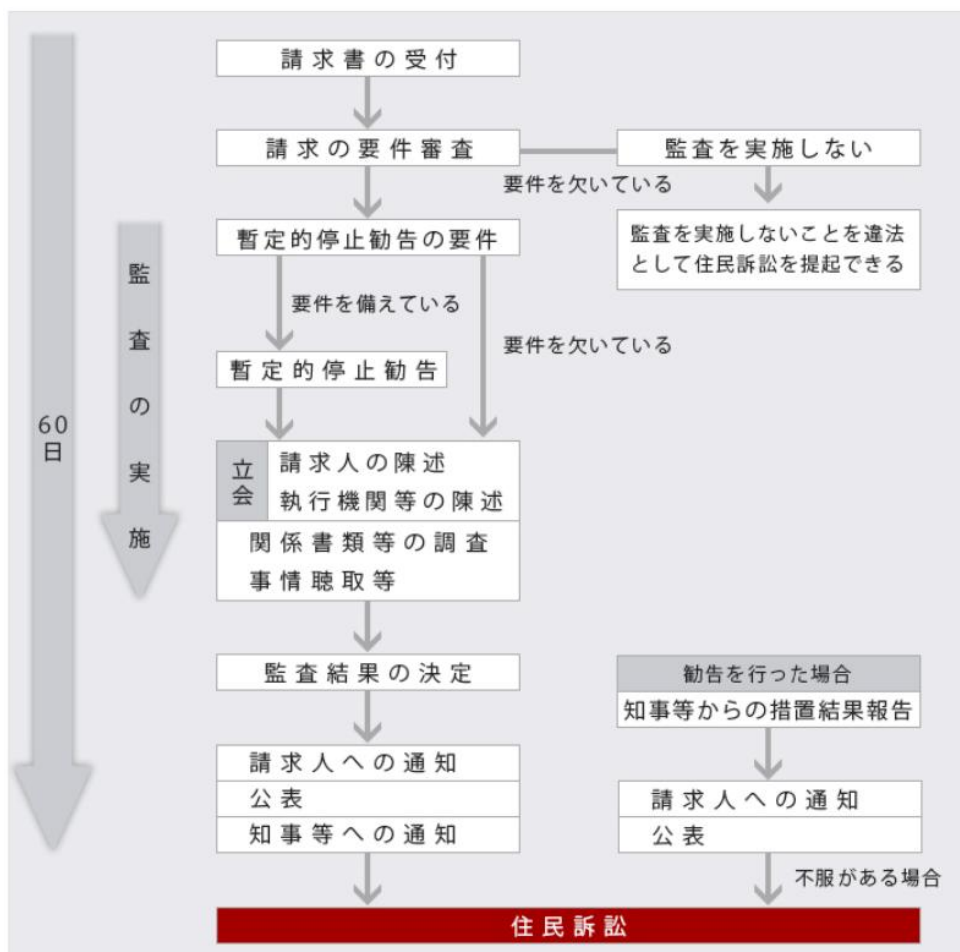 請求書の受付
請求の要件審査
監査を実施しない
要件を欠いている
暫定的停止勧告の要件
監査を実施しないことを違法
として住民訴訟を提起できる
要件を備えている
要件を欠いている
暫定的停止勧告
立会
請求人の陳述
執行機関等の陳述
関係書類等の調査
事情聴取等
監査の実施
60
日
監査結果の決定
勧告を行った場合
知事等からの措置結果報告
請求人への通知
公表
知事等への通知
請求人への通知
公表
不服がある場合
住民訴訟